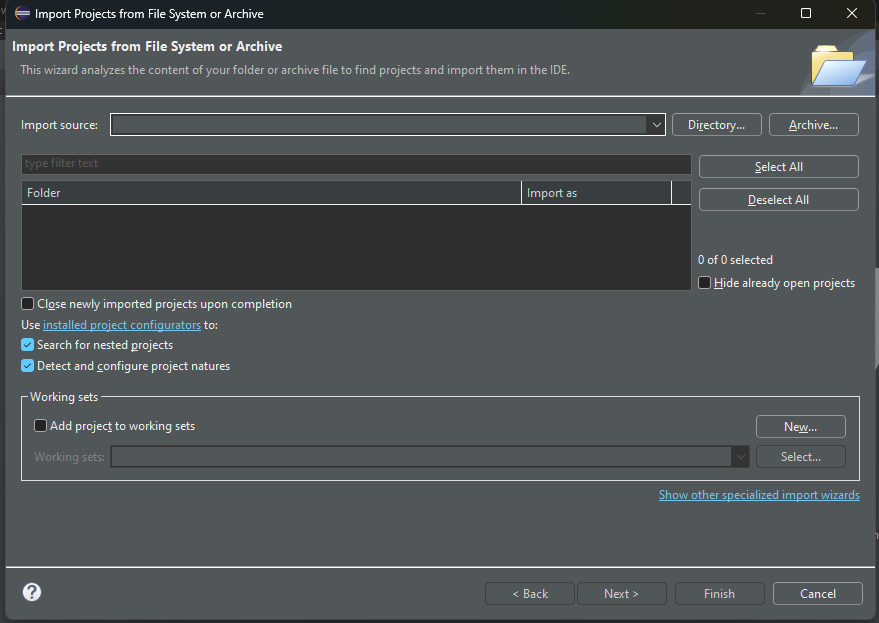 Import Projects from File System or Archive
Import Projects from File System or Archive
This wizard analyzes the content of your folder or archive file to find projects and import them in the IDE.
Import source: Directory... Archive...
type filter text Select All
Folder Import as
Deselect All
0 of 0 selected
Hide already open projects
Close newly imported projects upon completion
Use installed project configurators to:
Search for nested projects
Detect and configure project natures
Working sets
Add project to working sets New...
Working sets: Select...
Show other specialized import wizards
? < Back Next > Finish Cancel